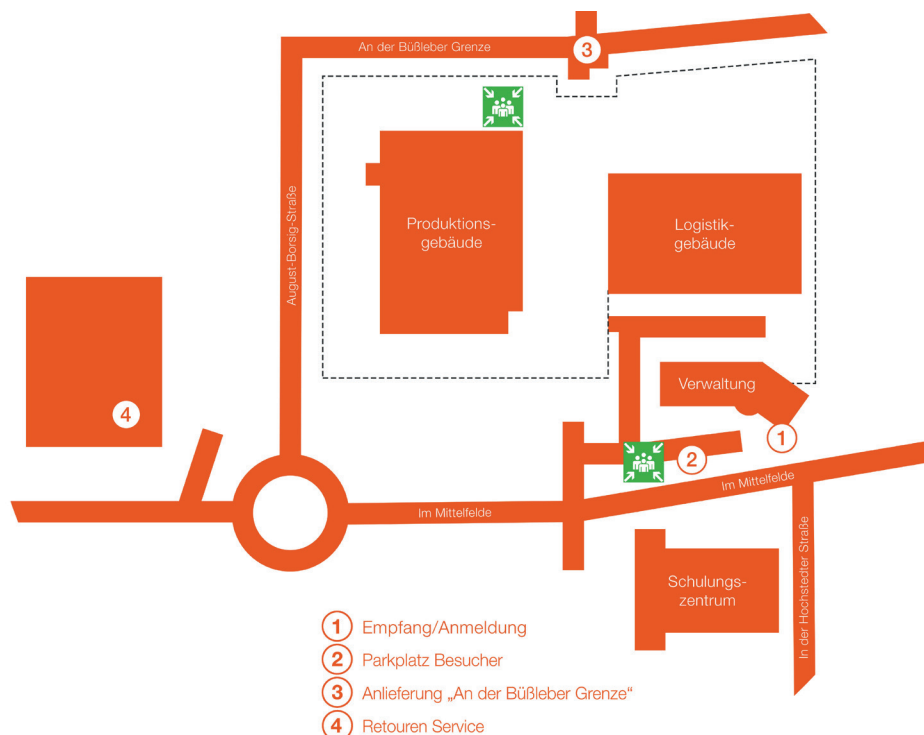 An der Büßleber Grenze
3
August-Borsig-Straße
Produktions-
gebäude
Logistik-
gebäude
4
Verwaltung
1
2
Im Mittelfelde
Im Mittelfelde
In der Hochstedter Straße
Schulungs-
zentrum
1 Empfang/Anmeldung
2 Parkplatz Besucher
3 Anlieferung „An der Büßleber Grenze“
4 Retouren Service